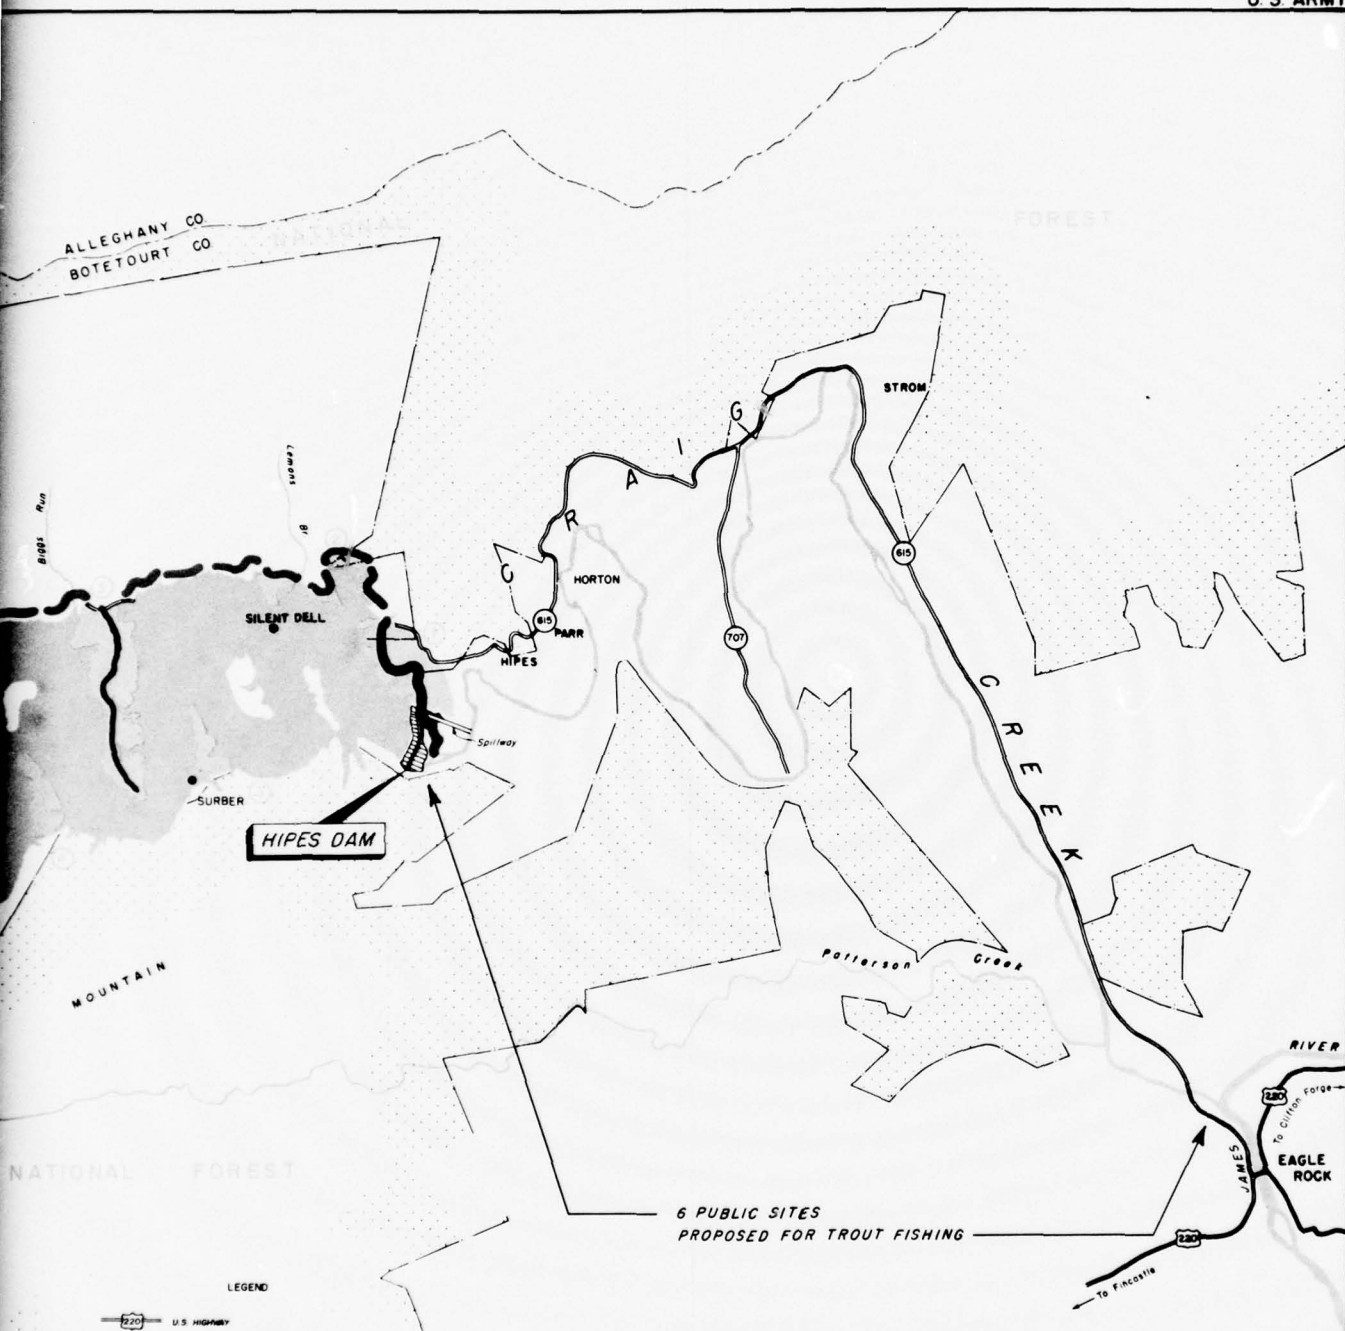 U. S. ARMY
ALLEGHANY CO.
BOTETOURT CO.
NATIONAL
FOREST
STROM
CRAIG
Lemons Br
Biggs Run
615
HORTON
SILENT DELL
615
PARR
HIPES
707
CREEK
Spillway
SURBER
HIPES DAM
Patterson Creek
MOUNTAIN
RIVER
220
To Clifton Forge
JAMES
EAGLE
ROCK
NATIONAL FOREST
6 PUBLIC SITES
PROPOSED FOR TROUT FISHING
220
To Fincastle
LEGEND
220 U.S. HIGHWAY